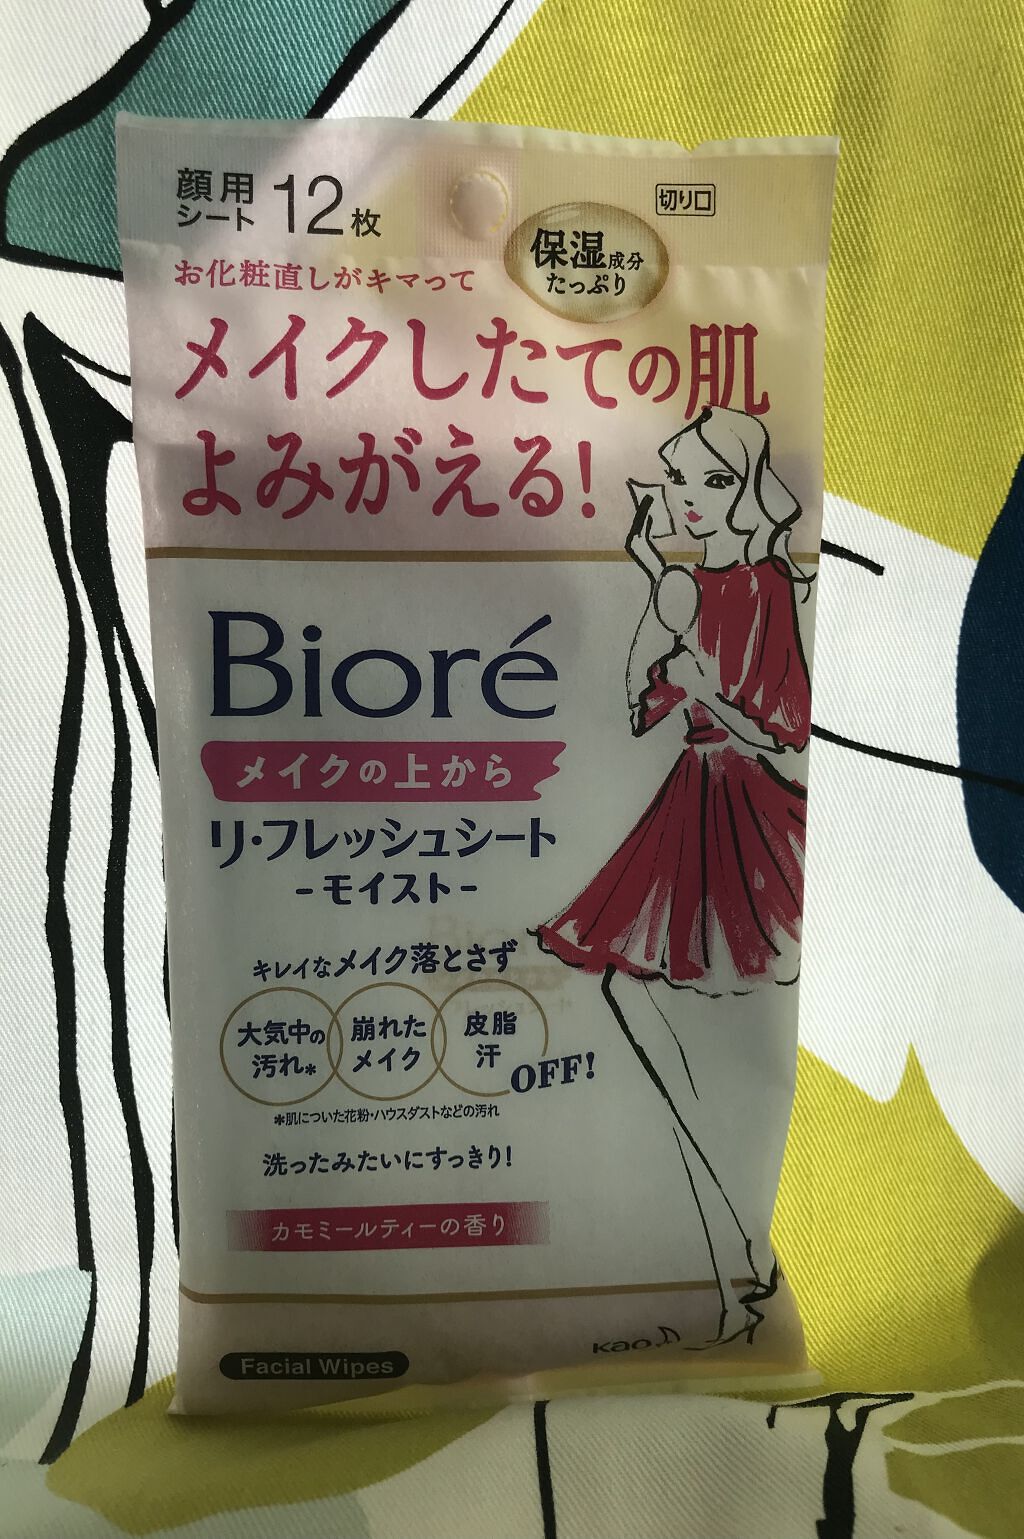 顔用
シート 12枚
切り口
保湿成分
たっぷり
お化粧直しがキマって
メイクしたての肌
よみがえる!
Bioré
メイクの上から
リ・フレッシュシート
-モイスト-
キレイなメイク落とさず
大気中の
汚れ*
崩れた
メイク
皮脂
汗
OFF!
*肌についた花粉・ハウスダストなどの汚れ
洗ったみたいにすっきり!
カモミールティーの香り
Kao
Facial Wipes